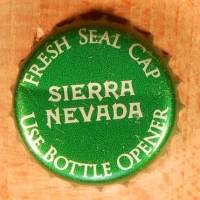 FRESH SEAL CAP
SIERRA
NEVADA
USE BOTTLE OPENER